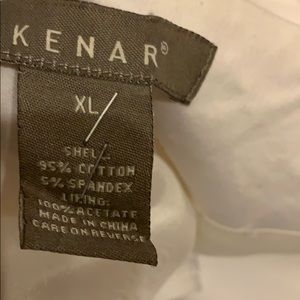 KENAR®
XL
SHELL:
95% COTTON
5% SPANDEX
LINING:
100% ACETATE
MADE IN CHINA
CARE ON REVERSE